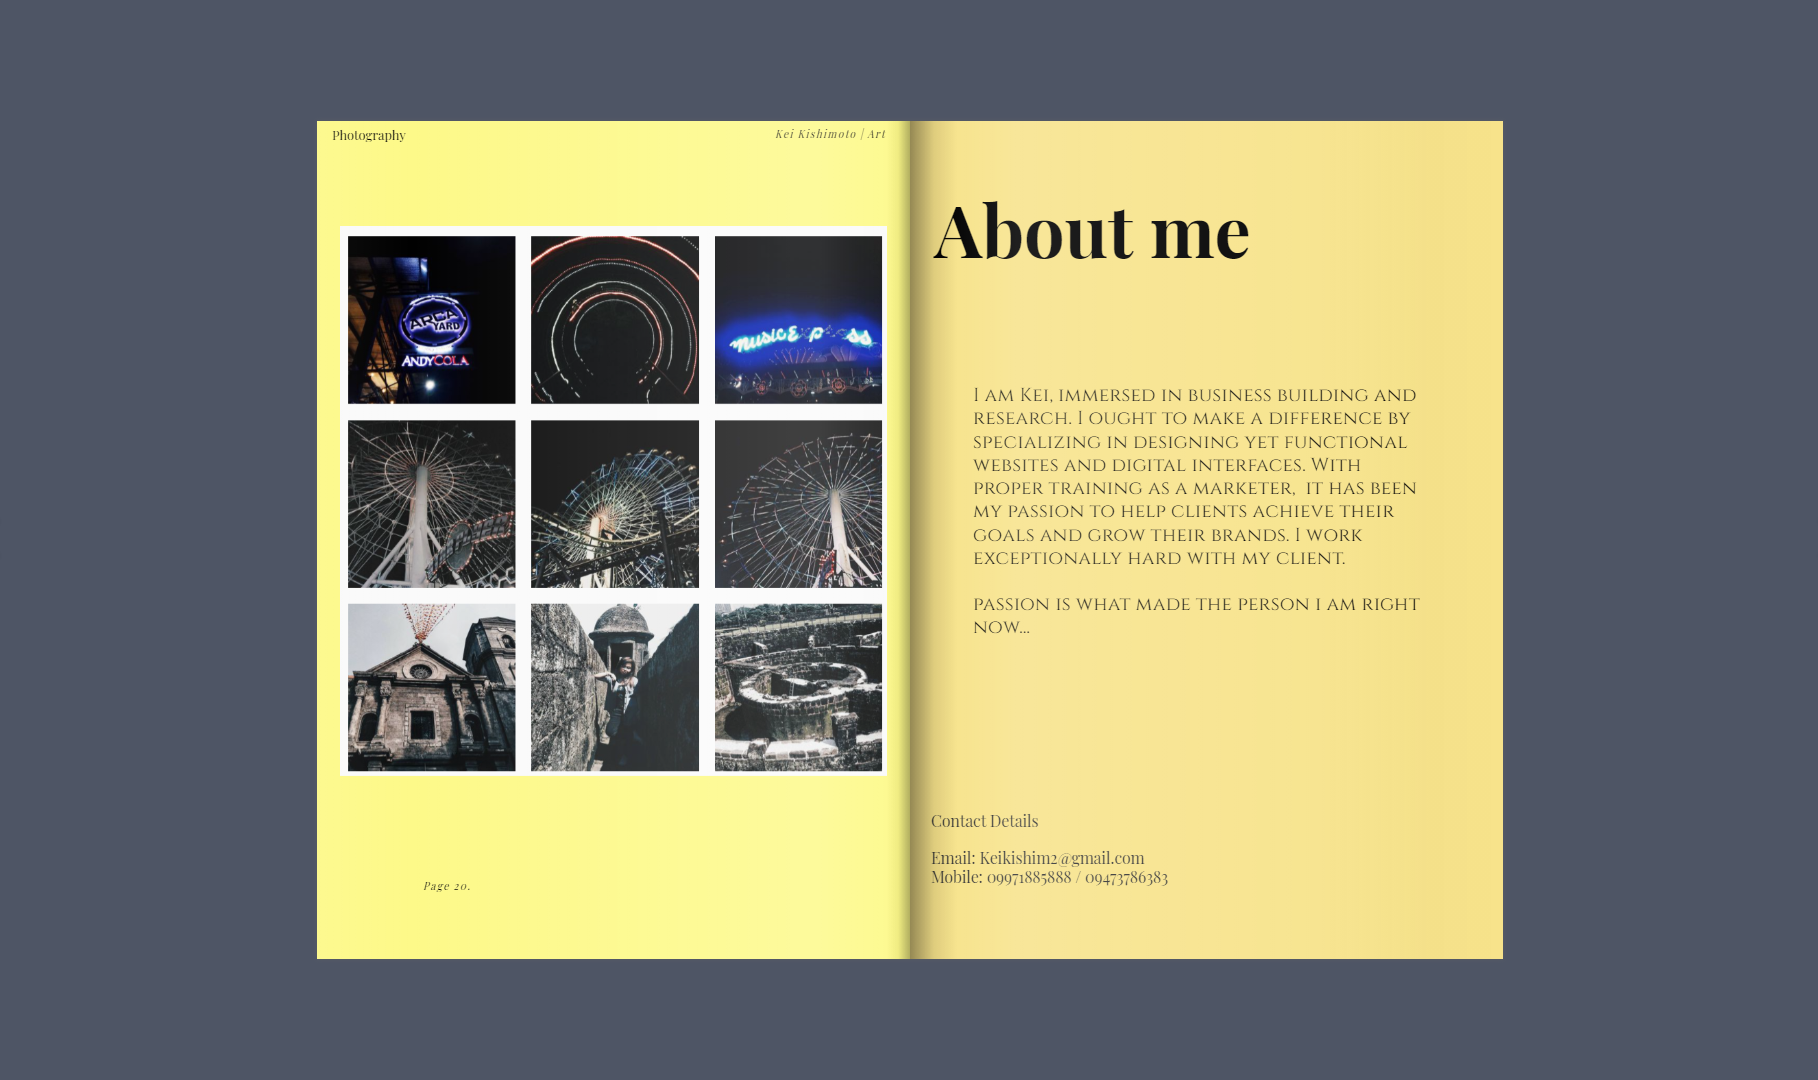 Photography
Kei Kishimoto | Art
ARCA
YARD
ANDYCOLA
Page 20.
About me
I AM KEI, IMMERSED IN BUSINESS BUILDING AND
RESEARCH. I OUGHT TO MAKE A DIFFERENCE BY
SPECIALIZING IN DESIGNING YET FUNCTIONAL
WEBSITES AND DIGITAL INTERFACES. WITH
PROPER TRAINING AS A MARKETER,  IT HAS BEEN
MY PASSION TO HELP CLIENTS ACHIEVE THEIR
GOALS AND GROW THEIR BRANDS. I WORK
EXCEPTIONALLY HARD WITH MY CLIENT.
PASSION IS WHAT MADE THE PERSON I AM RIGHT
NOW...
Contact Details
Email: Keikishim2@gmail.com
Mobile: 09971885888 / 09473786383